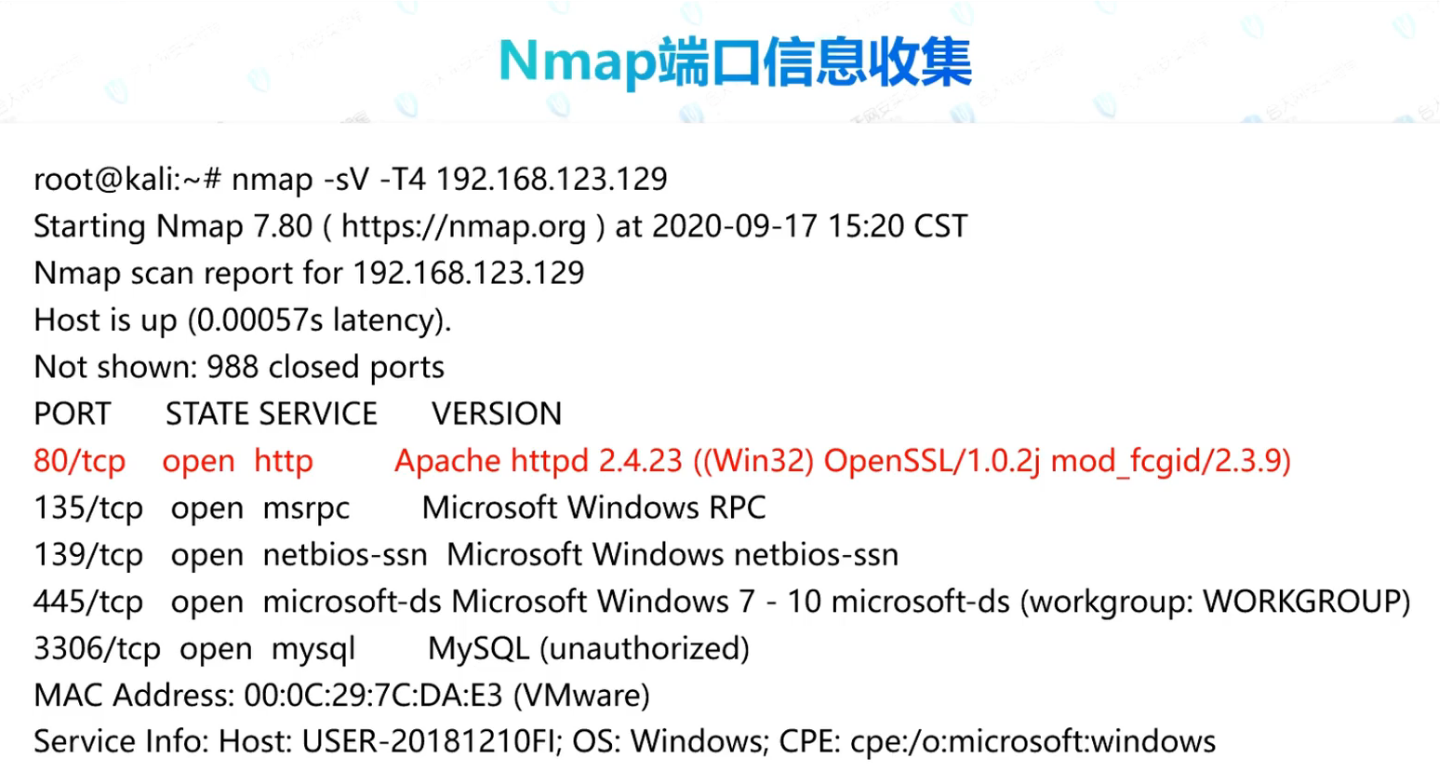 Nmap端口信息收集
root@kali:~# nmap -sV -T4 192.168.123.129
Starting Nmap 7.80 ( https://nmap.org ) at 2020-09-17 15:20 CST
Nmap scan report for 192.168.123.129
Host is up (0.00057s latency).
Not shown: 988 closed ports
PORT STATE SERVICE VERSION
80/tcp open http Apache httpd 2.4.23 ((Win32) OpenSSL/1.0.2j mod_fcgid/2.3.9)
135/tcp open msrpc Microsoft Windows RPC
139/tcp open netbios-ssn Microsoft Windows netbios-ssn
445/tcp open microsoft-ds Microsoft Windows 7 - 10 microsoft-ds (workgroup: WORKGROUP)
3306/tcp open mysql MySQL (unauthorized)
MAC Address: 00:0C:29:7C:DA:E3 (VMware)
Service Info: Host: USER-20181210FI; OS: Windows; CPE: cpe:/o:microsoft:windows